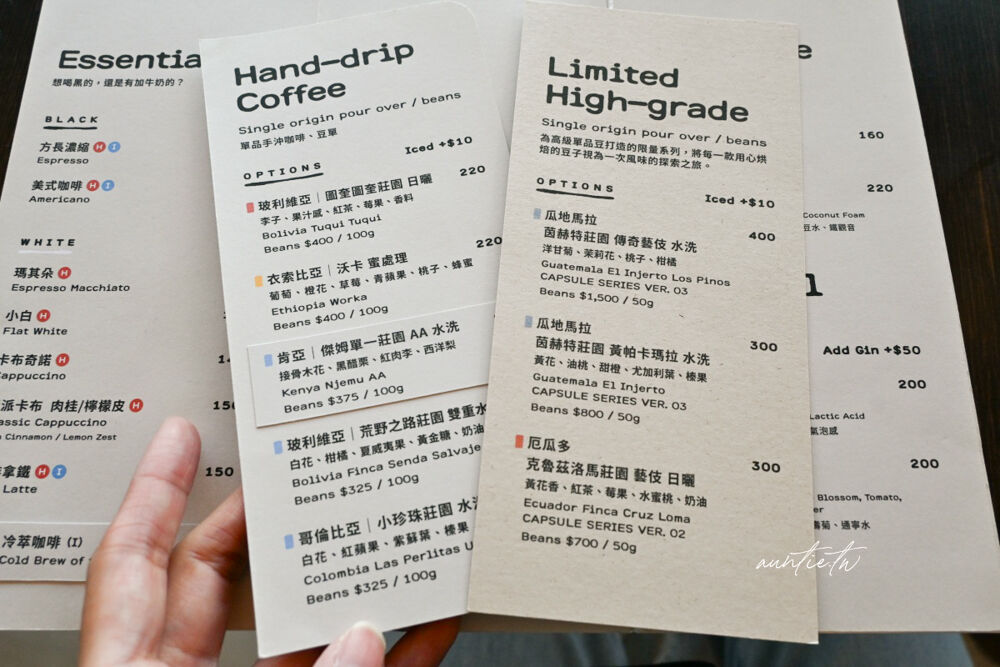 Essentia
想喝黑的，還是有加牛奶的？
BLACK
方長濃縮 H I
Espresso
美式咖啡 H I
Americano
WHITE
瑪其朵 H
Espresso Macchiato
小白 H
Flat White
卡布奇諾 H
Cappuccino
派卡布 肉桂/檸檬皮 H
assic Cappuccino
Cinnamon / Lemon Zest
15
拿鐵 H I
Latte
150
冷萃咖啡 (I)
Cold Brew of
Hand-drip
Coffee
Single origin pour over / beans
單品手沖咖啡、豆單
Iced +$10
OPTIONS
220
玻利維亞｜圖奎圖奎莊園 日曬
李子、果汁感、紅茶、莓果、香料
Bolivia Tuqui Tuqui
Beans $400 / 100g
220
衣索比亞｜沃卡 蜜處理
葡萄、橙花、草莓、青蘋果、桃子、蜂蜜
Ethiopia Worka
Beans $400 / 100g
肯亞｜傑姆單一莊園 AA 水洗
接骨木花、黑醋栗、紅肉李、西洋梨
Kenya Njemu AA
Beans $375 / 100g
玻利維亞｜荒野之路莊園 雙重水
白花、柑橘、夏威夷果、黃金糖、奶油
Bolivia Finca Senda Salvaje
Beans $325 / 100g
哥倫比亞｜小珍珠莊園 水
白花、紅蘋果、紫蘇葉、榛果
Colombia Las Perlitas
Beans $325 / 100g
Limited
High-grade
Single origin pour over / beans
為高級單品豆打造的限量系列，將每一款用心烘
焙的豆子視為一次風味的探索之旅。
OPTIONS
Iced +$10
瓜地馬拉
茵赫特莊園 傳奇藝伎 水洗
400
洋甘菊、茉莉花、桃子、柑橘
Guatemala El Injerto Los Pinos
CAPSULE SERIES VER. 03
Beans $1,500 / 50g
瓜地馬拉
茵赫特莊園 黃帕卡瑪拉 水洗
300
黃花、油桃、甜橙、尤加利葉、榛果
Guatemala El Injerto
CAPSULE SERIES VER. 03
Beans $800 / 50g
厄瓜多
克魯茲洛馬莊園 藝伎 日曬
300
黃花香、紅茶、莓果、水蜜桃、奶油
Ecuador Finca Cruz Loma
CAPSULE SERIES VER. 02
Beans $700 / 50g
e
160
220
Coconut Foam
豆水、鐵觀音
n
Add Gin +$50
200
Lactic Acid
氣泡感
200
Blossom, Tomato,
er
蘿蔔、通寧水
auntie.tw